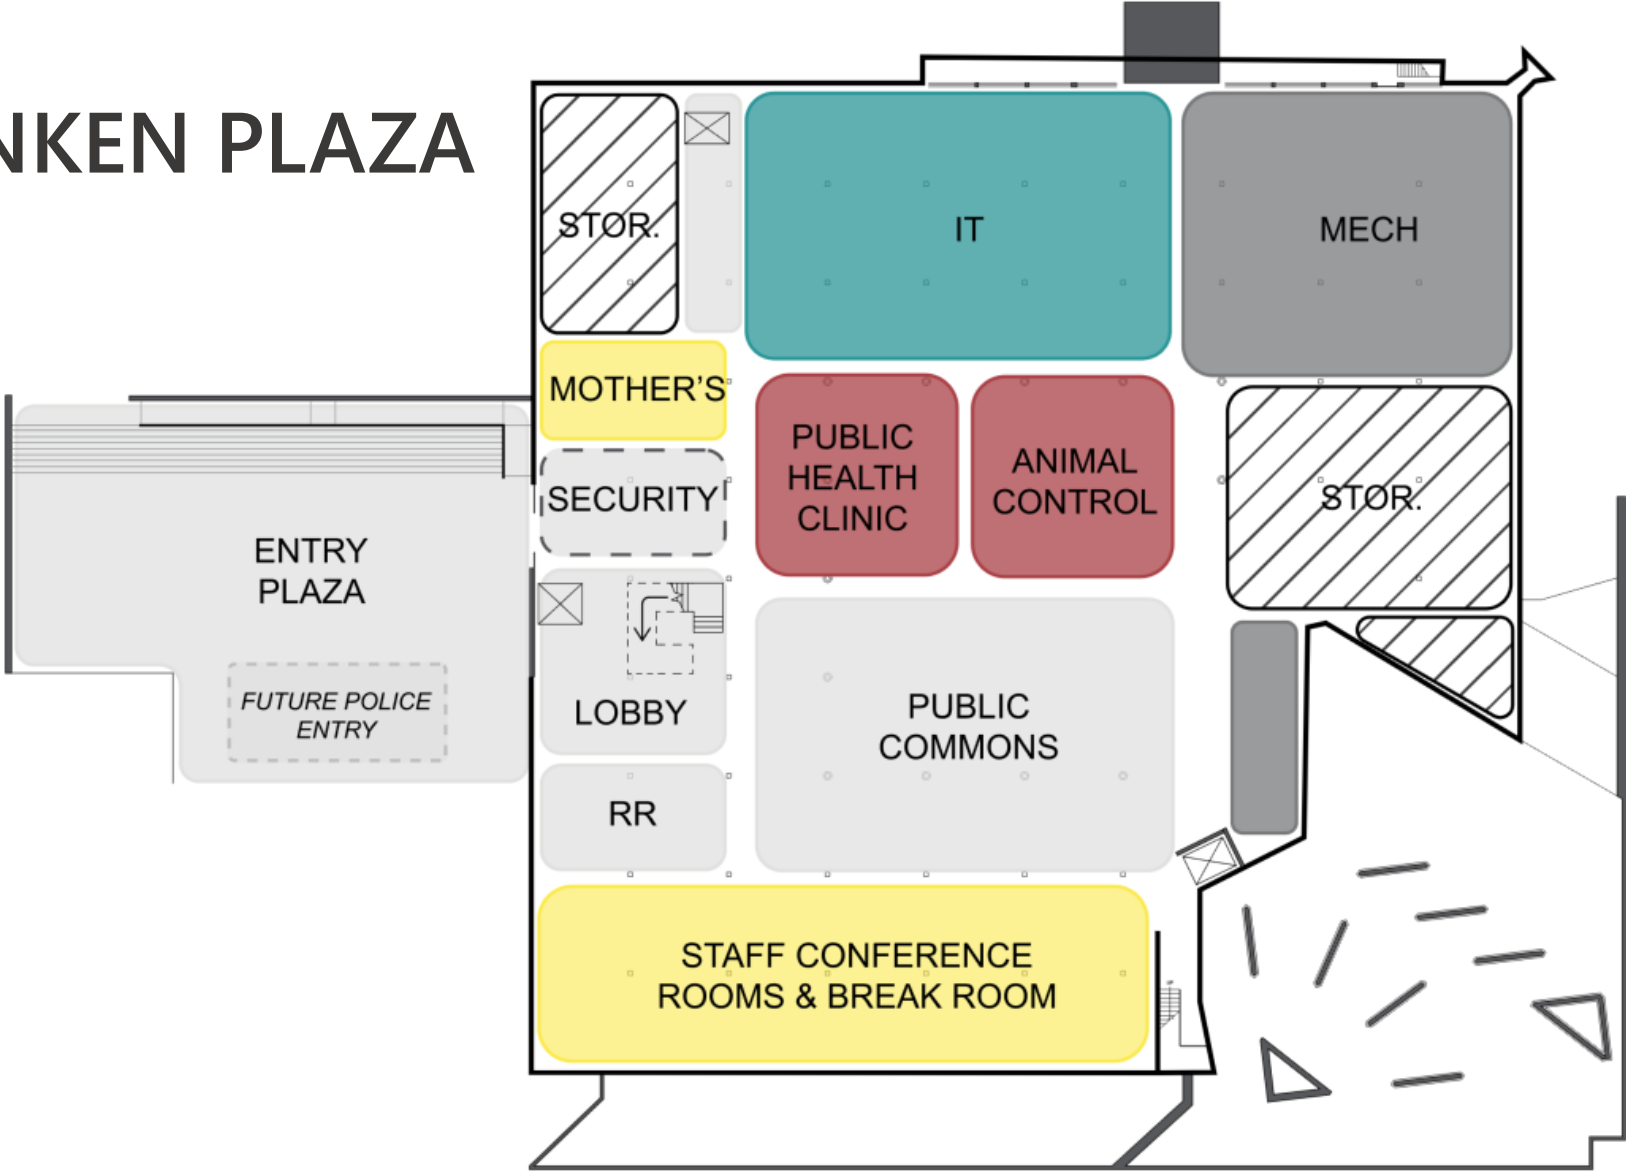 NKEN PLAZA
STOR.
IT
MECH
MOTHER'S
SECURITY
PUBLIC
HEALTH
CLINIC
ANIMAL
CONTROL
STOR.
ENTRY
PLAZA
FUTURE POLICE
ENTRY
LOBBY
PUBLIC
COMMONS
RR
STAFF CONFERENCE
ROOMS & BREAK ROOM